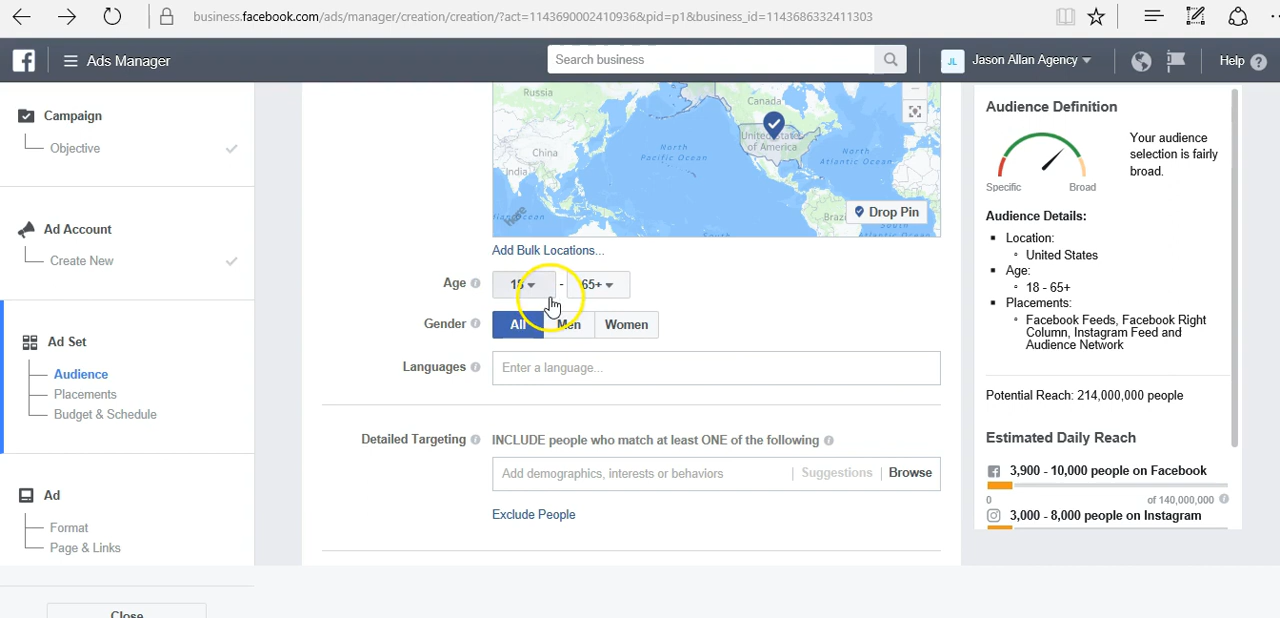 business.facebook.com/ads/manager/creation/creation/?act=11436900024109368&pid=p1&business_id=1143686332411303
Ads Manager
Search business
JL
Jason Allan Agency
Help
Campaign
Objective
Ad Account
Create New
Ad Set
Audience
Placements
Budget & Schedule
Ad
Format
Page & Links
Close
Russia
Canada
United States
of America
China
North
Pacific Ocean
North
Atlantic Ocean
India
here
Drop Pin
Add Bulk Locations...
Age
18
-
65+
Gender
All
Men
Women
Languages
Enter a language...
Detailed Targeting
INCLUDE people who match at least ONE of the following
Add demographics, interests or behaviors
Suggestions
Browse
Exclude People
Audience Definition
Specific
Broad
Your audience
selection is fairly
broad.
Audience Details:
Location:
United States
Age:
18 - 65+
Placements:
Facebook Feeds, Facebook Right
Column, Instagram Feed and
Audience Network
Potential Reach: 214,000,000 people
Estimated Daily Reach
3,900 - 10,000 people on Facebook
0
of 140,000,000
3,000 - 8,000 people on Instagram